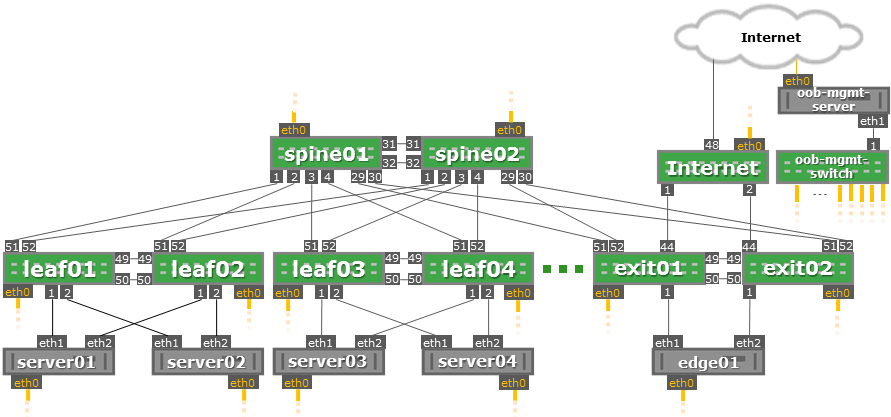 Internet
eth0
oob-mgmt-
server
eth1
eth0
eth0
eth0
48
1
spine01
31
31
spine02
32
32
Internet
oob-mgmt-
switch
1
2
3
4
29
30
1
2
3
4
29
30
1
2
...
51
52
51
52
51
52
51
52
51
52
44
44
51
52
leaf01
49
49
leaf02
leaf03
49
49
leaf04
exit01
49
49
exit02
50
50
50
50
50
50
eth0
1
2
1
2
eth0
eth0
1
2
1
2
eth0
eth0
1
1
eth0
eth1
eth2
eth1
eth2
eth1
eth2
eth1
eth2
eth1
eth2
server01
server02
server03
server04
edge01
eth0
eth0
eth0
eth0
eth0